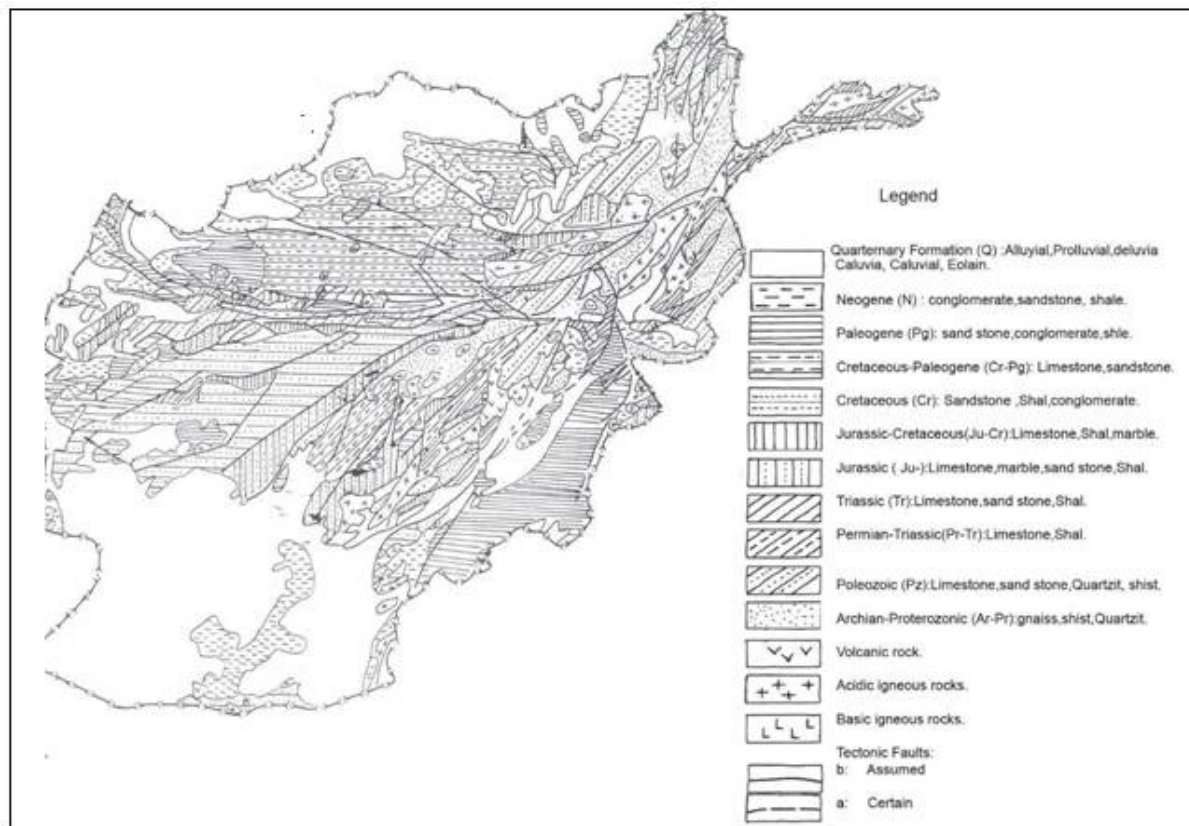 Legend
Quarternary Formation (Q) :Alluyial,Prolluvial,deluvia
Caluvia, Caluvial, Eolain.
Neogene (N) : conglomerate,sandstone, shale.
Paleogene (Pg): sand stone,conglomerate,shle.
Cretaceous-Paleogene (Cr-Pg): Limestone,sandstone.
Cretaceous (Cr): Sandstone ,Shal,conglomerate.
Jurassic-Cretaceous(Ju-Cr):Limestone,Shal,marble.
Jurassic ( Ju-):Limestone,marble,sand stone,Shal.
Triassic (Tr):Limestone,sand stone,Shal.
Permian-Triassic(Pr-Tr):Limestone,Shal.
Poleozoic (Pz):Limestone,sand stone,Quartzit, shist,
Archian-Proterozonic (Ar-Pr):gnaiss,shist,Quartzit.
Volcanic rock.
Acidic igneous rocks.
Basic igneous rocks.
Tectonic Faults:
b: Assumed
a: Certain